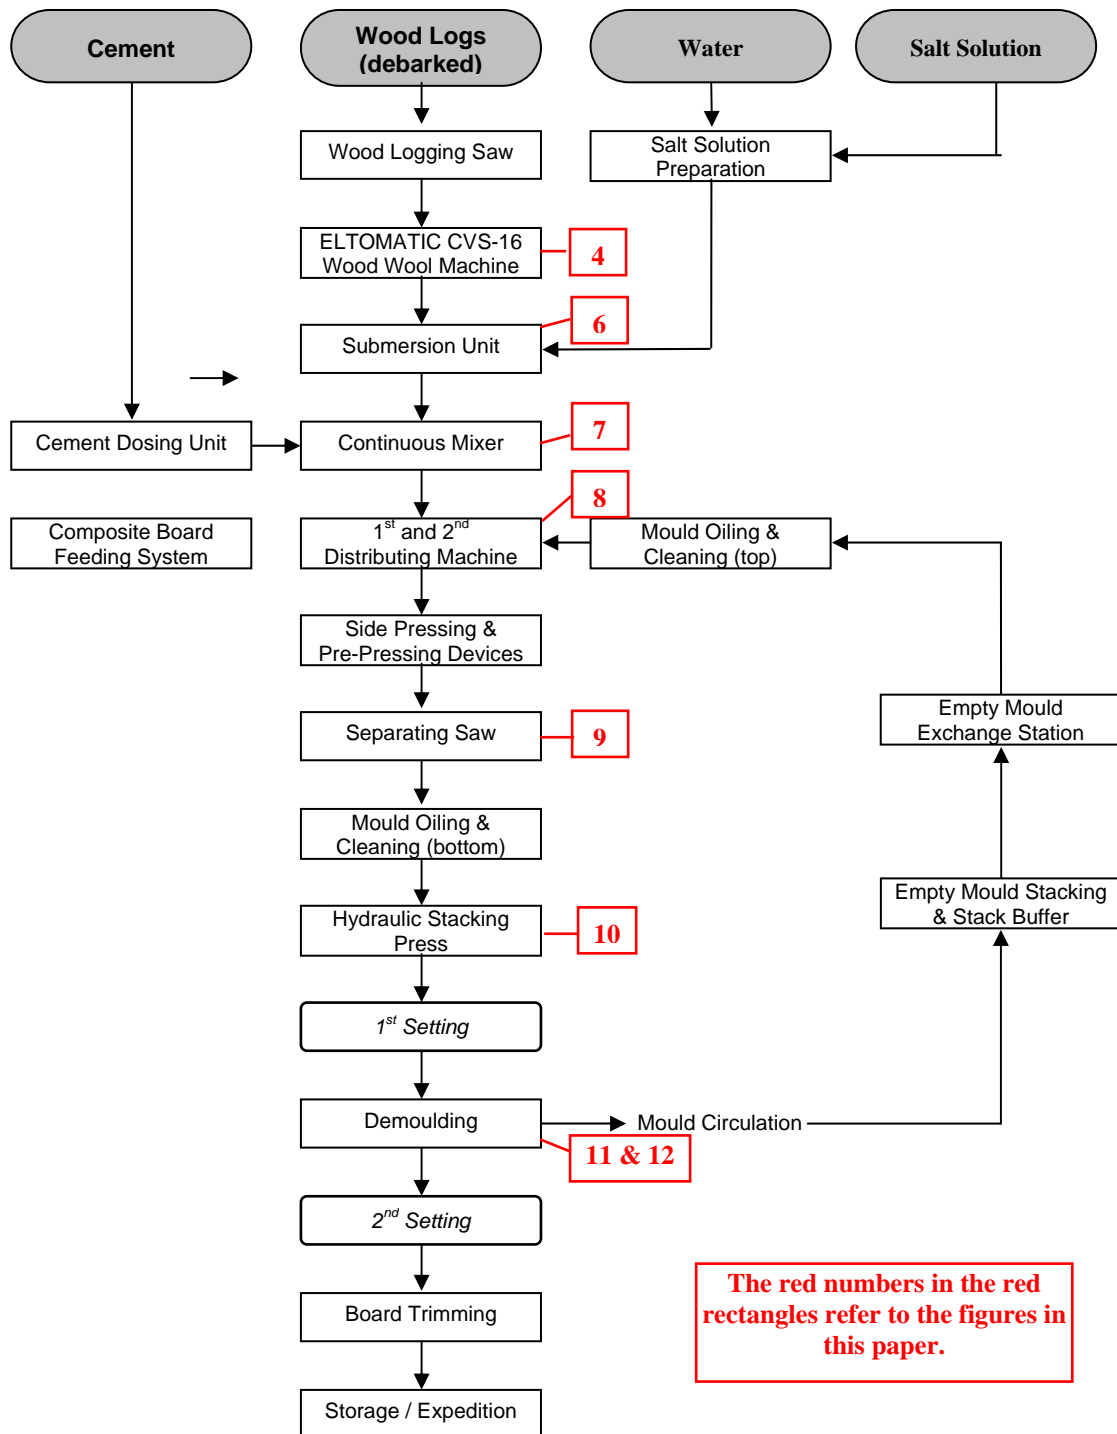 Cement
Wood Logs
(debarked)
Water
Salt Solution
Wood Logging Saw
Salt Solution
Preparation
ELTOMATIC CVS-16
Wood Wool Machine
4
Submersion Unit
6
Cement Dosing Unit
Continuous Mixer
7
Composite Board
Feeding System
1st and 2nd
Distributing Machine
8
Mould Oiling &
Cleaning (top)
Side Pressing &
Pre-Pressing Devices
Separating Saw
9
Empty Mould
Exchange Station
Mould Oiling &
Cleaning (bottom)
Hydraulic Stacking
Press
10
Empty Mould Stacking
& Stack Buffer
1st Setting
Demoulding
Mould Circulation
11 & 12
2nd Setting
Board Trimming
The red numbers in the red
rectangles refer to the figures in
this paper.
Storage / Expedition